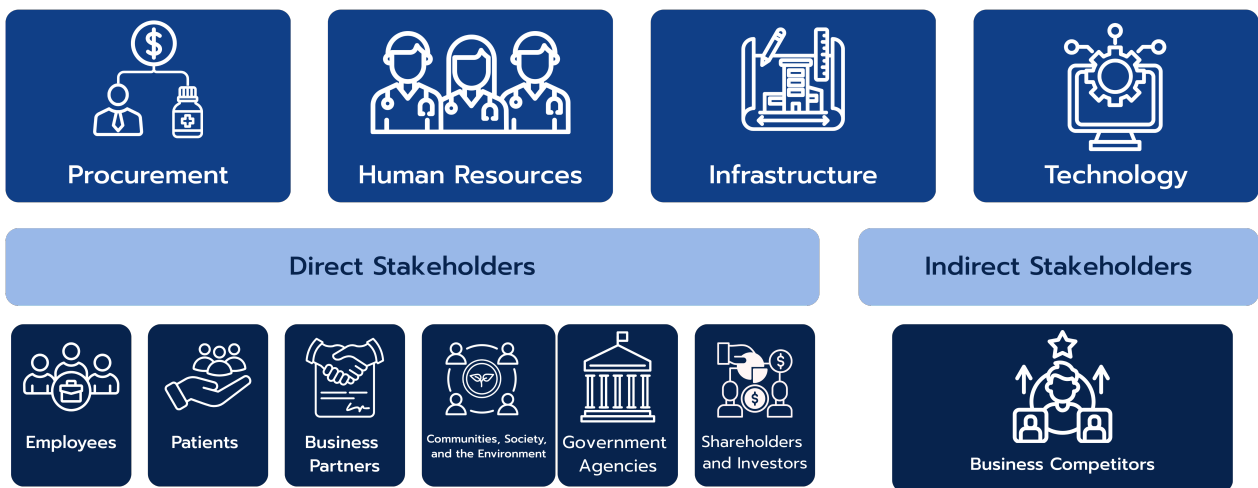 Procurement
Human Resources
Infrastructure
Technology
Direct Stakeholders
Indirect Stakeholders
Employees
Patients
Business
Partners
Communities, Society,
and the Environment
Government
Agencies
Shareholders
and Investors
Business Competitors